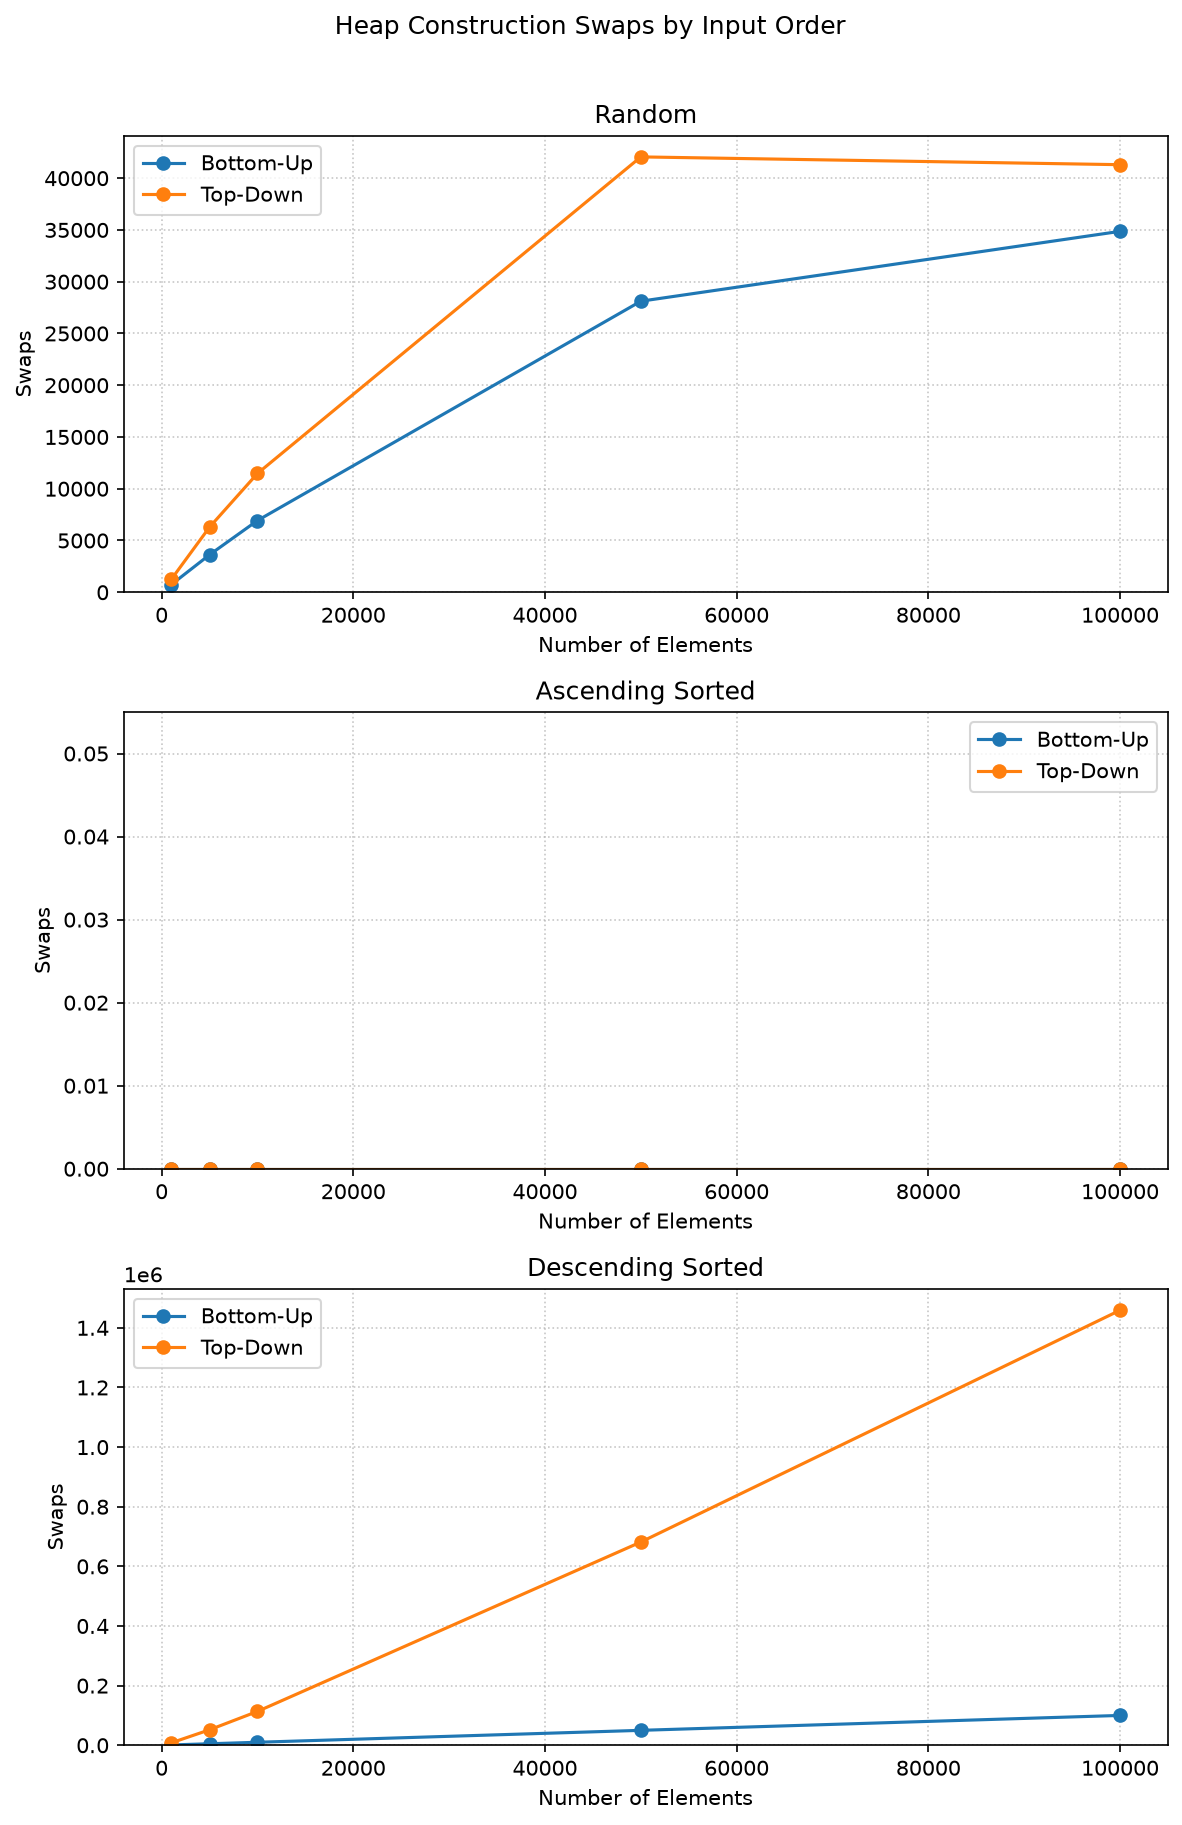 Heap Construction Swaps by Input Order
Random
Bottom-Up
Top-Down
Swaps
40000
35000
30000
25000
20000
15000
10000
5000
0
0 20000 40000 60000 80000 100000
Number of Elements
Ascending Sorted
Bottom-Up
Top-Down
Swaps
0.05
0.04
0.03
0.02
0.01
0.00
0 20000 40000 60000 80000 100000
Number of Elements
Descending Sorted
1e6
Bottom-Up
Top-Down
Swaps
1.4
1.2
1.0
0.8
0.6
0.4
0.2
0.0
0 20000 40000 60000 80000 100000
Number of Elements